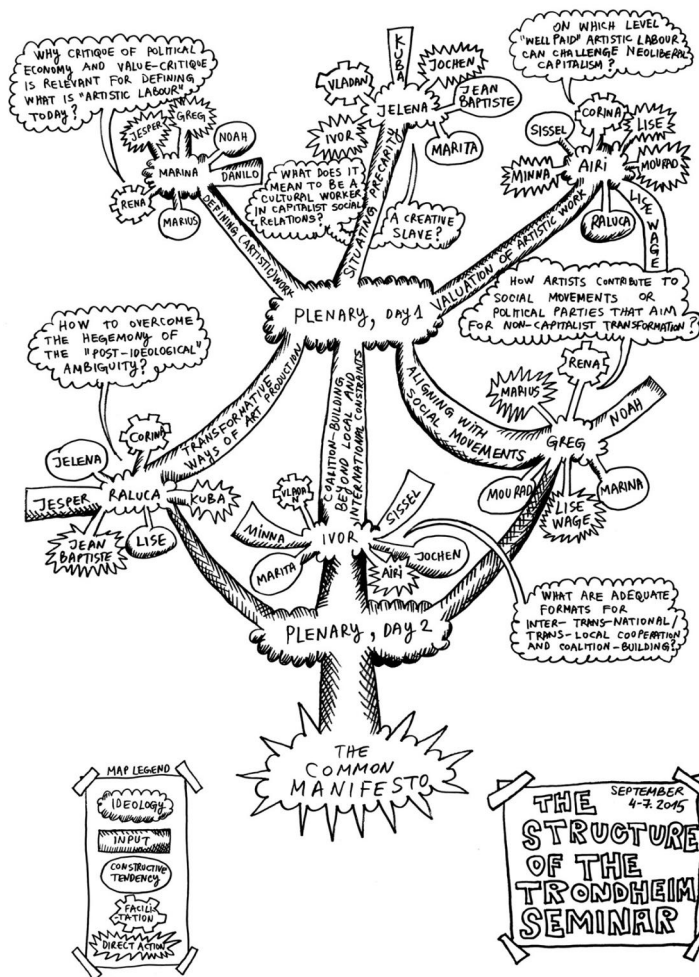 WHY CRITIQUE OF POLITICAL
ECONOMY AND VALUE-CRITIQUE
IS RELEVANT FOR DEFINING
WHAT IS "ARTISTIC LABOUR"
TODAY?
JESPER
GREG
NOAH
MARINA
DANILO
RENA
MARIUS
DEFINING (ARTISTIC) WORK
KUBA
VLADAN
JOCHEN
JELENA
JEAN
BAPTISTE
IVOR
MARITA
WHAT DOES IT
MEAN TO BE A
CULTURAL WORKER
IN CAPITALIST SOCIAL
RELATIONS?
SITUATING PRECARITY
A CREATIVE
SLAVE?
ON WHICH LEVEL
"WELL PAID" ARTISTIC LABOUR
CAN CHALLENGE NEOLIBERAL
CAPITALISM?
CORINA
SISSEL
LISE
MINNA
AIRI
MOURAD
RALUCA
LISE WAGE
VALUATION OF ARTISTIC WORK
PLENARY, DAY 1
HOW ARTISTS CONTRIBUTE TO
SOCIAL MOVEMENTS OR
POLITICAL PARTIES THAT AIM
FOR NON-CAPITALIST TRANSFORMATION?
HOW TO OVERCOME
THE HEGEMONY OF
THE "POST-IDEOLOGICAL"
AMBIGUITY?
TRANSFORMATIVE
WAYS OF ART PRODUCTION
COALITION-BUILDING
BEYOND LOCAL AND
INTERNATIONAL CONSTRAINTS
ALIGNING WITH
SOCIAL MOVEMENTS
CORINA
JELENA
JESPER
RALUCA
KUBA
JEAN
BAPTISTE
LISE
VLADA
N
SISSEL
MINNA
IVOR
JOCHEN
MARITA
AIRI
RENA
MARIUS
NOAH
GREG
MOURAD
MARINA
LISE
WAGE
WHAT ARE ADEQUATE
FORMATS FOR
INTER- TRANS-NATIONAL/
TRANS-LOCAL COOPERATION
AND COALITION-BUILDING?
PLENARY, DAY 2
THE
COMMON
MANIFESTO
MAP LEGEND
IDEOLOGY
INPUT
CONSTRUCTIVE
TENDENCY
FACILI-
TATION
DIRECT ACTION
SEPTEMBER
4-7. 2015
THE
STRUCTURE
OF THE
TRONDHEIM
SEMINAR